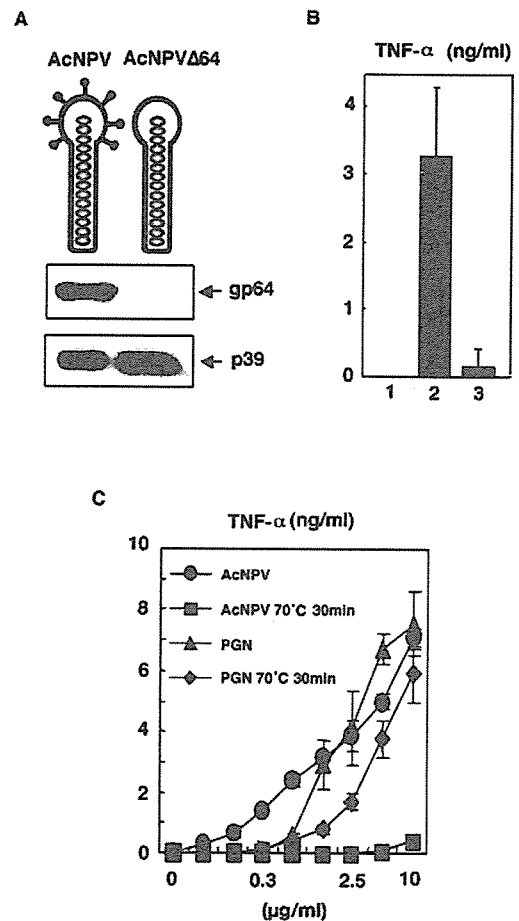 A
AcNPV AcNPVΔ64
gp64
p39
B
TNF-α (ng/ml)
4
3
2
1
0
1 2 3
C
TNF-α (ng/ml)
10
8
6
4
2
0
AcNPV
AcNPV 70°C 30min
PGN
PGN 70°C 30min
0 0.3 2.5 10
(μg/ml)